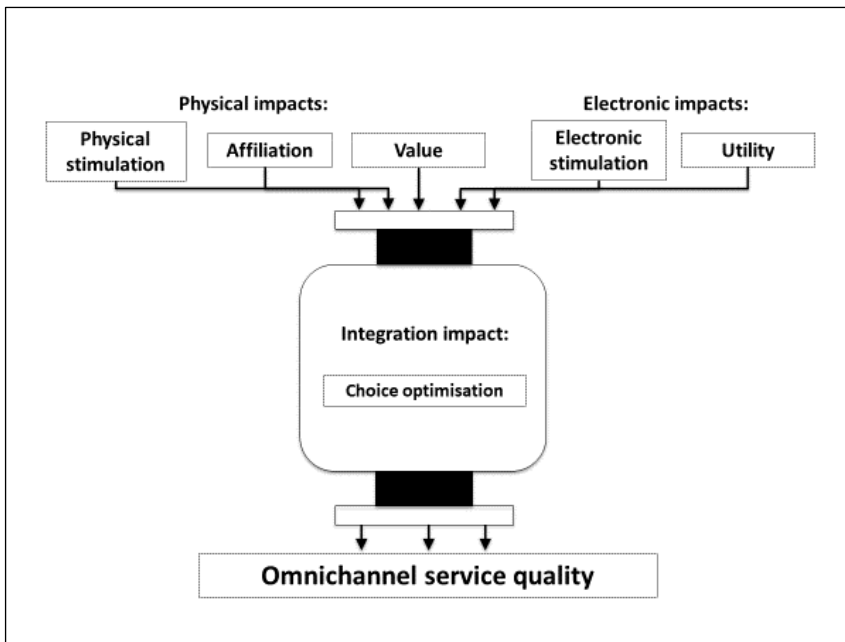 Physical impacts:
Electronic impacts:
Physical
stimulation
Affiliation
Value
Electronic
stimulation
Utility
Integration impact:
Choice optimisation
Omnichannel service quality